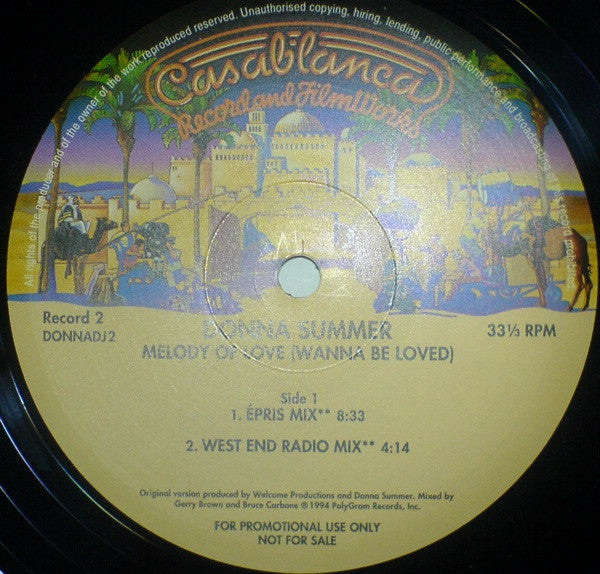 All rights of the producer and of the owner of the work reproduced reserved. Unauthorised copying, hiring, lending, public performance and broadcasting of this record prohibited.
Casablanca
Record and FilmWorks
Record 2
DONNADJ2
33⅓ RPM
DONNA SUMMER
MELODY OF LOVE (WANNA BE LOVED)
Side 1
1. ÉPRIS MIX** 8:33
2. WEST END RADIO MIX** 4:14
Original version produced by Welcome Productions and Donna Summer. Mixed by
Gerry Brown and Bruce Carbone ℗ 1994 PolyGram Records, Inc.
FOR PROMOTIONAL USE ONLY
NOT FOR SALE